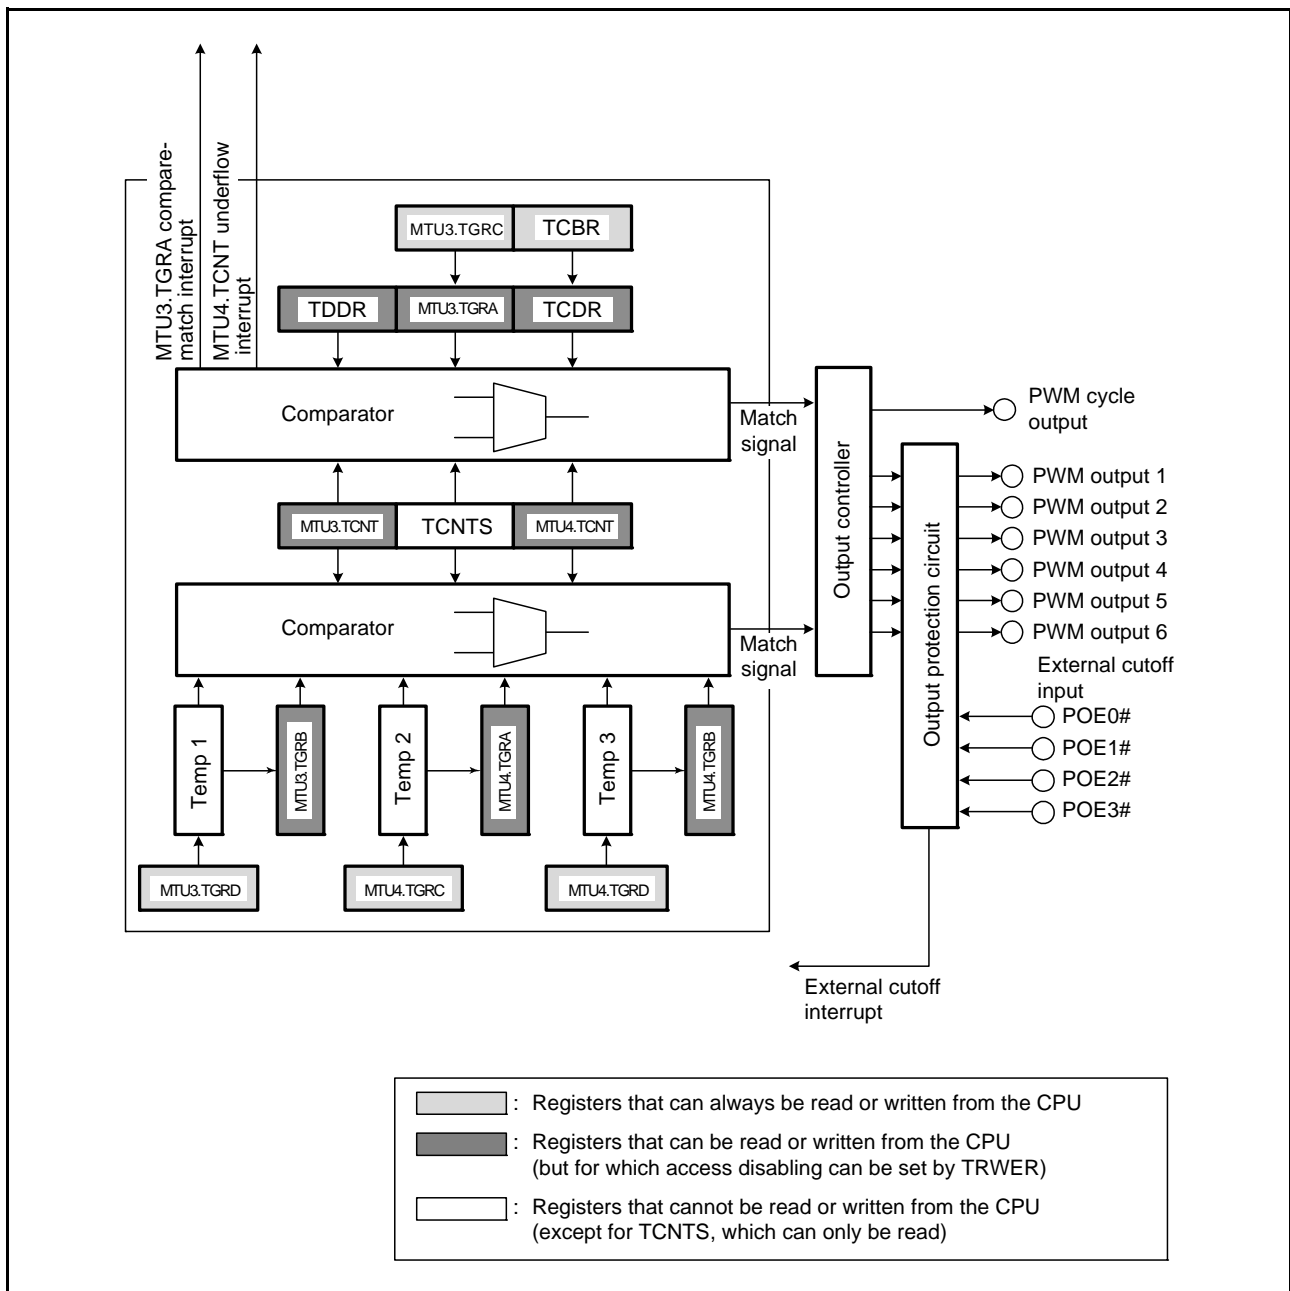 MTU3.TGRA compare-
match interrupt
MTU4.TCNT underflow
interrupt
MTU3.TGRC
TCBR
TDDR
MTU3.TGRA
TCDR
Comparator
Match
signal
MTU3.TCNT
TCNTS
MTU4.TCNT
Comparator
Match
signal
Temp 1
MTU3.TGRB
Temp 2
MTU4.TGRA
Temp 3
MTU4.TGRB
MTU3.TGRD
MTU4.TGRC
MTU4.TGRD
Output controller
Output protection circuit
PWM cycle
output
PWM output 1
PWM output 2
PWM output 3
PWM output 4
PWM output 5
PWM output 6
External cutoff
input
POE0#
POE1#
POE2#
POE3#
External cutoff
interrupt
: Registers that can always be read or written from the CPU
: Registers that can be read or written from the CPU
(but for which access disabling can be set by TRWER)
: Registers that cannot be read or written from the CPU
(except for TCNTS, which can only be read)